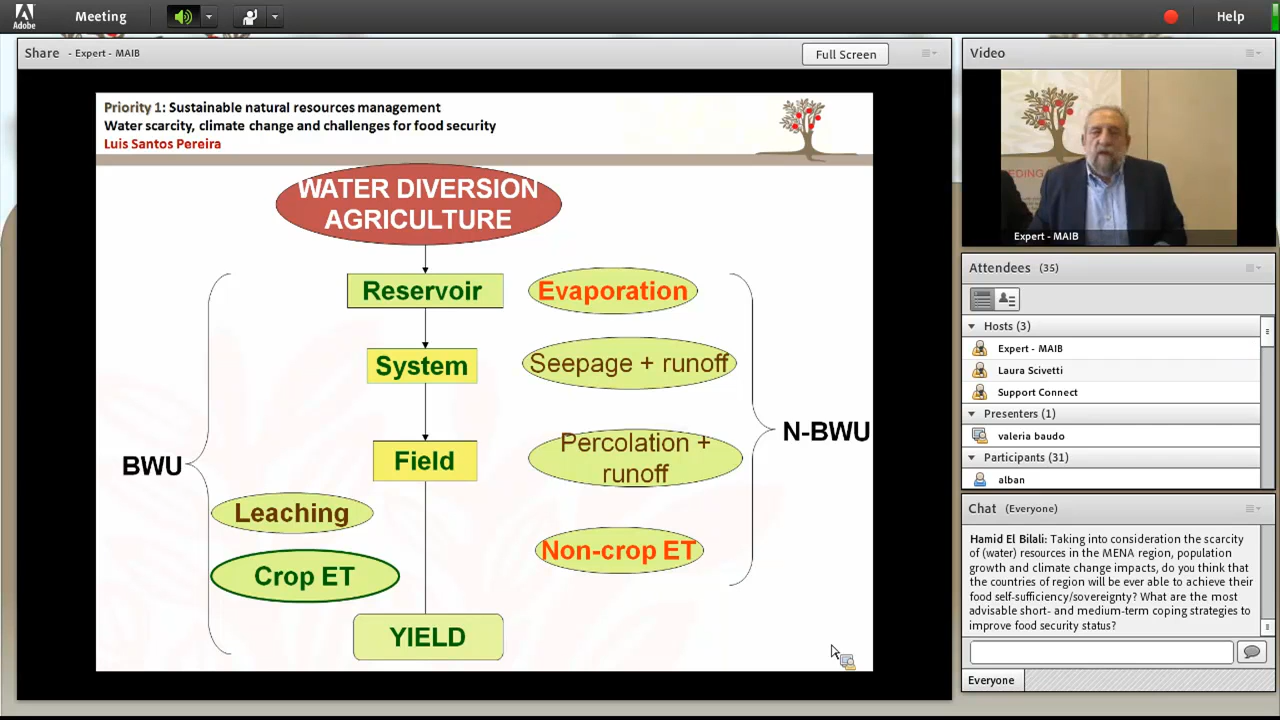 Adobe
Meeting
Help
Share - Expert - MAIB
Full Screen
Priority 1: Sustainable natural resources management
Water scarcity, climate change and challenges for food security
Luis Santos Pereira
WATER DIVERSION
AGRICULTURE
Reservoir
Evaporation
System
Seepage + runoff
Field
Percolation +
runoff
BWU
N-BWU
Leaching
Non-crop ET
Crop ET
YIELD
Video
EEDING
Expert - MAIB
Attendees (35)
Hosts (3)
Expert - MAIB
Laura Scivetti
Support Connect
Presenters (1)
valeria baudo
Participants (31)
alban
Chat (Everyone)
Hamid El Bilali: Taking into consideration the scarcity
of (water) resources in the MENA region, population
growth and climate change impacts, do you think that
the countries of region will be ever able to achieve their
food self-sufficiency/sovereignty? What are the most
advisable short- and medium-term coping strategies to
improve food security status?
Everyone